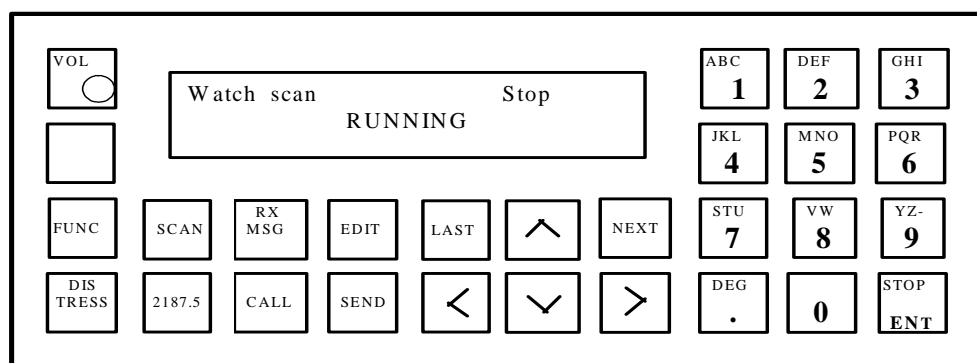 VOL
Watch scan Stop
RUNNING
ABC DEF GHI
1 2 3
JKL MNO PQR
4 5 6
FUNC SCAN RX MSG EDIT LAST NEXT
STU VW YZ-
7 8 9
DIS
TRESS 2187.5 CALL SEND
DEG STOP
. 0 ENT